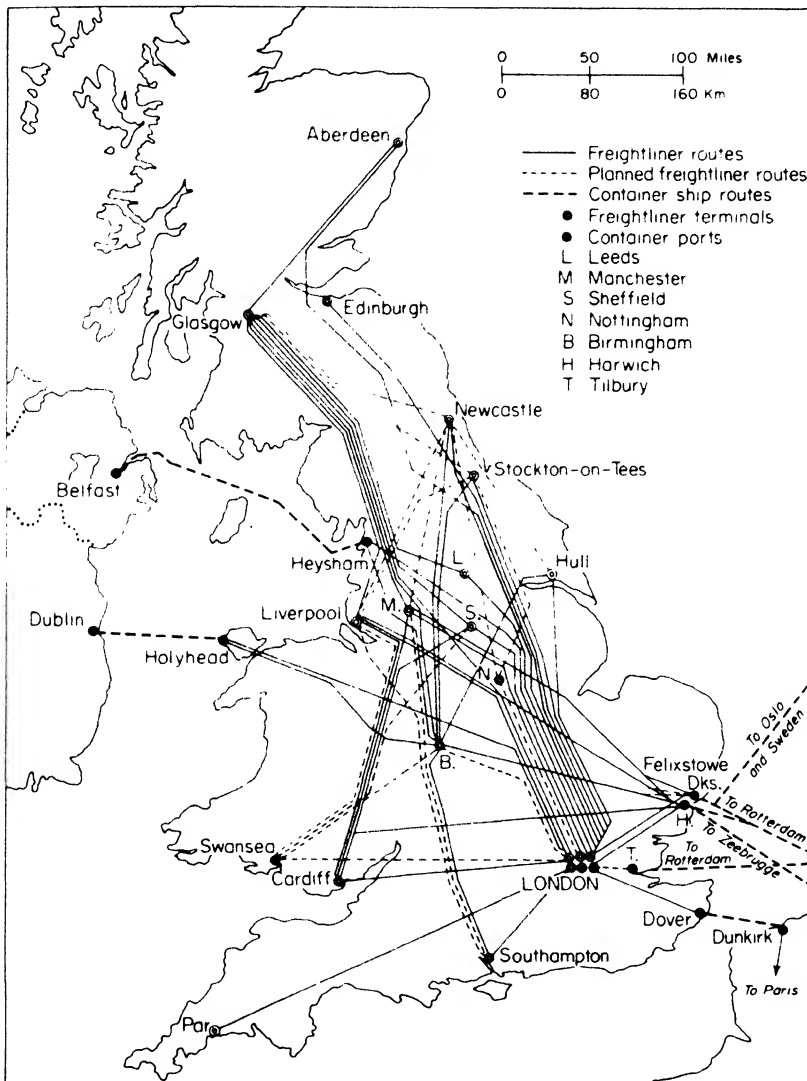 0 50 100 Miles
0 80 160 Km
Freightliner routes
Planned freightliner routes
Container ship routes
Freightliner terminals
Container ports
L Leeds
M Manchester
S Sheffield
N Nottingham
B Birmingham
H Harwich
T Tilbury
Aberdeen
Edinburgh
Glasgow
Newcastle
Stockton-on-Tees
Belfast
Heysham
L
Hull
Dublin
Liverpool
M.
S.
Holyhead
N
To Oslo
and Sweden
B.
Felixstowe
Dks.
H.
To Rotterdam
To Zeebrugge
To
Rotterdam
Swansea
Cardiff
LONDON
T.
Dover
Dunkirk
Southampton
To Paris
Par